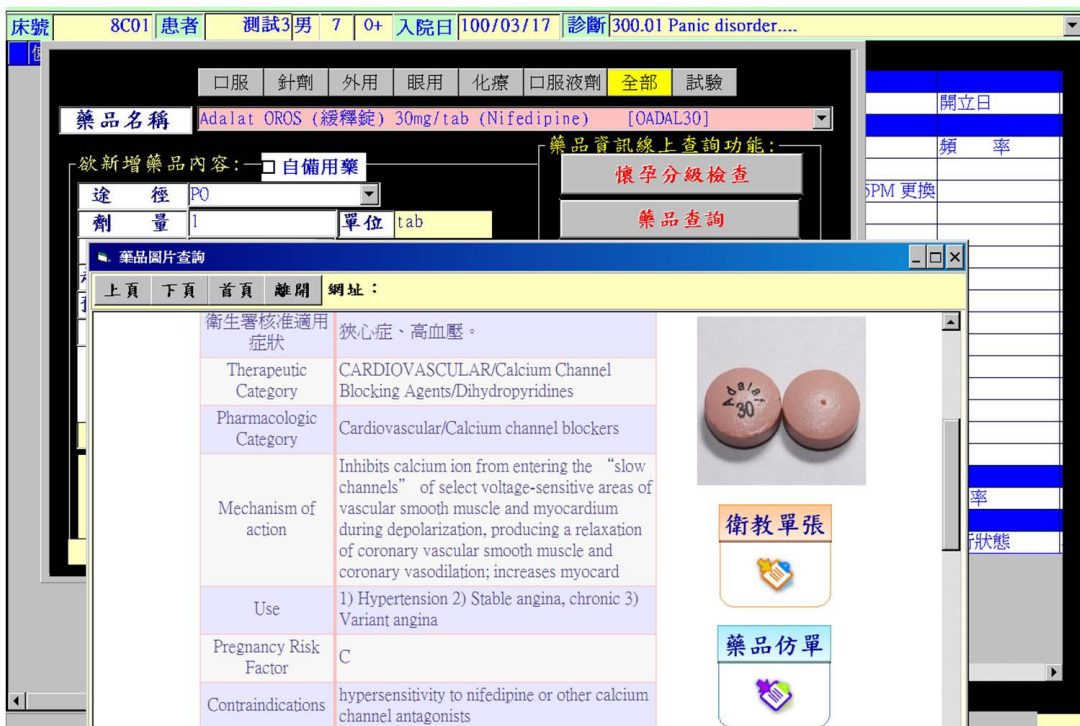 床號 8C01 患者 測試3 男 7 O+ 入院日 100/03/17 診斷 300.01 Panic disorder....
口服 針劑 外用 眼用 化療 口服液劑 全部 試驗
開立日
藥品名稱 Adalat OROS (緩釋錠) 30mg/tab (Nifedipine) [OADAL30]
藥品資訊線上查詢功能:
頻 率
欲新增藥品內容: 自備用藥
懷孕分級檢查
途 徑 PO
5PM 更換
劑 量 1 單位 tab
藥品查詢
藥品圖片查詢
上頁 下頁 首頁 離開 網址：
衛生署核准適用
症狀
狹心症、高血壓。
Therapeutic
Category
CARDIOVASCULAR/Calcium Channel
Blocking Agents/Dihydropyridines
Pharmacologic
Category
Cardiovascular/Calcium channel blockers
Mechanism of
action
Inhibits calcium ion from entering the “slow
channels” of select voltage-sensitive areas of
vascular smooth muscle and myocardium
during depolarization, producing a relaxation
of coronary vascular smooth muscle and
coronary vasodilation; increases myocard
Use
1) Hypertension 2) Stable angina, chronic 3)
Variant angina
Pregnancy Risk
Factor
C
Contraindications
hypersensitivity to nifedipine or other calcium
channel antagonists
Adalat
30
衛教單張
藥品仿單
率
狀態